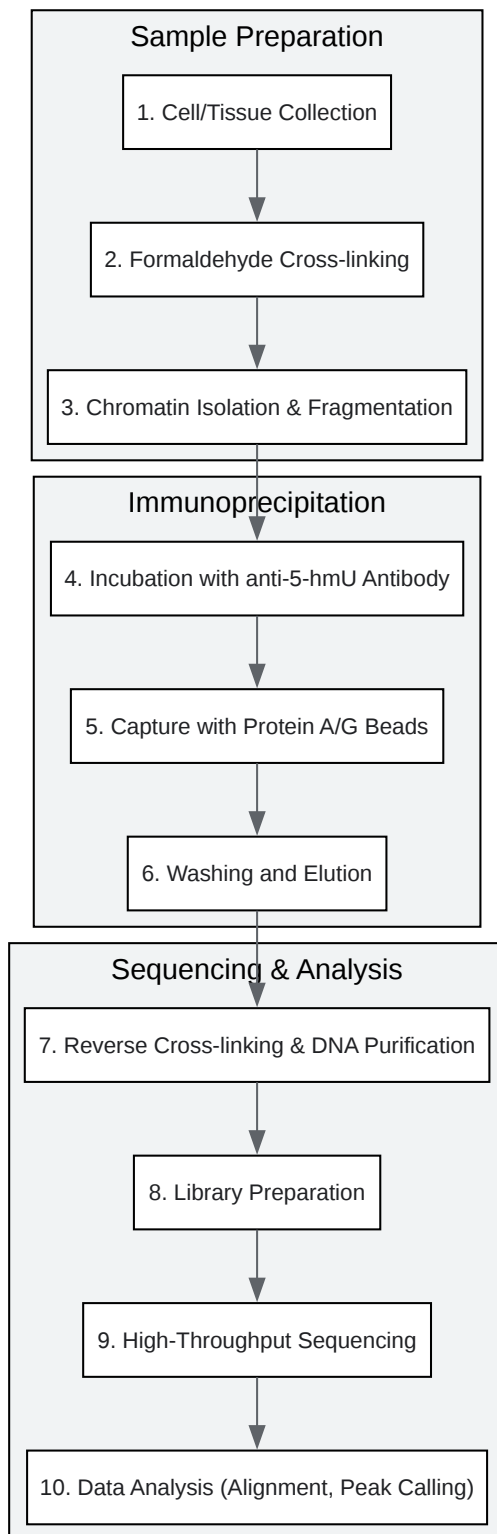 Sample Preparation
1. Cell/Tissue Collection
2. Formaldehyde Cross-linking
3. Chromatin Isolation & Fragmentation
Immunoprecipitation
4. Incubation with anti-5-hmU Antibody
5. Capture with Protein A/G Beads
6. Washing and Elution
Sequencing & Analysis
7. Reverse Cross-linking & DNA Purification
8. Library Preparation
9. High-Throughput Sequencing
10. Data Analysis (Alignment, Peak Calling)